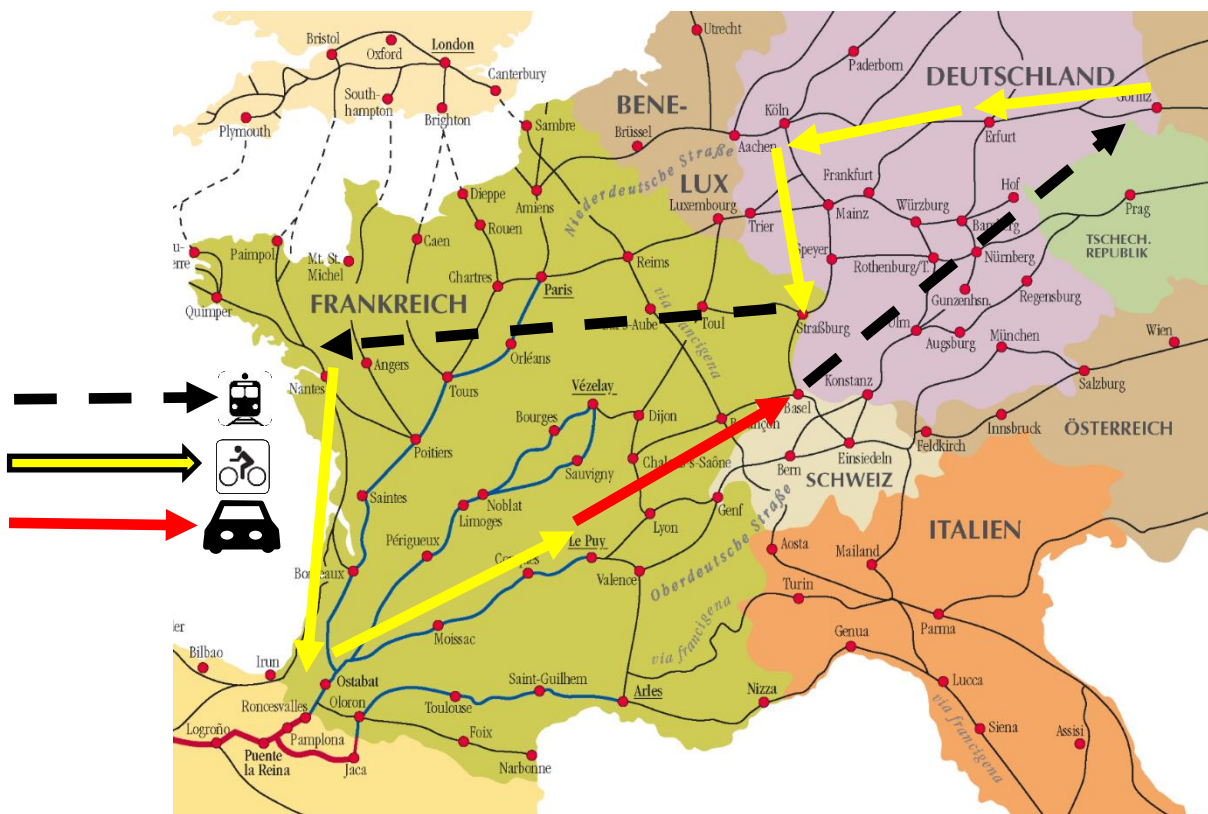 Utrecht
Bristol
Oxford
London
Paderborn
DEUTSCHLAND
Canterbury
South-
hampton
BENE-
Görlitz
Köln
Plymouth
Brighton
Sambre
Brüssel
Aachen
Erfurt
Niederdeutsche Straße
LUX
Frankfurt
Hof
Dieppe
Amiens
Luxembourg
Mainz
Würzburg
Prag
Rouen
Trier
Bamberg
Caen
Paimpol
Mt. St.
Michel
Speyer
TSCHECH.
REPUBLIK
Reims
Rothenburg/T.
Nürnberg
Chartres
Quimper
FRANKREICH
Paris
via francigena
Gunzenhsn.
Regensburg
Toul
Straßburg
Ulm
Augsburg
München
Wien
Orléans
Angers
Nantes
Tours
Vézelay
Konstanz
Salzburg
Bourges
Dijon
Besançon
Basel
Innsbruck
ÖSTERREICH
Poitiers
Feldkirch
Einsiedeln
Sauvigny
Chalon-s-Saône
Bern
SCHWEIZ
Saintes
Noblat
Limoges
Genf
Lyon
ITALIEN
Périgueux
Le Puy
Oberdeutsche Straße
Aosta
Mailand
Conques
Bordeaux
Valence
Turin
Moissac
via francigena
Parma
Genua
Bilbao
Irun
Ostabat
Saint-Guilhem
Arles
Nizza
Lucca
Roncesvalles
Oloron
Toulouse
Siena
Logroño
Pamplona
Foix
via francigena
Assisi
Puente
la Reina
Jaca
Narbonne